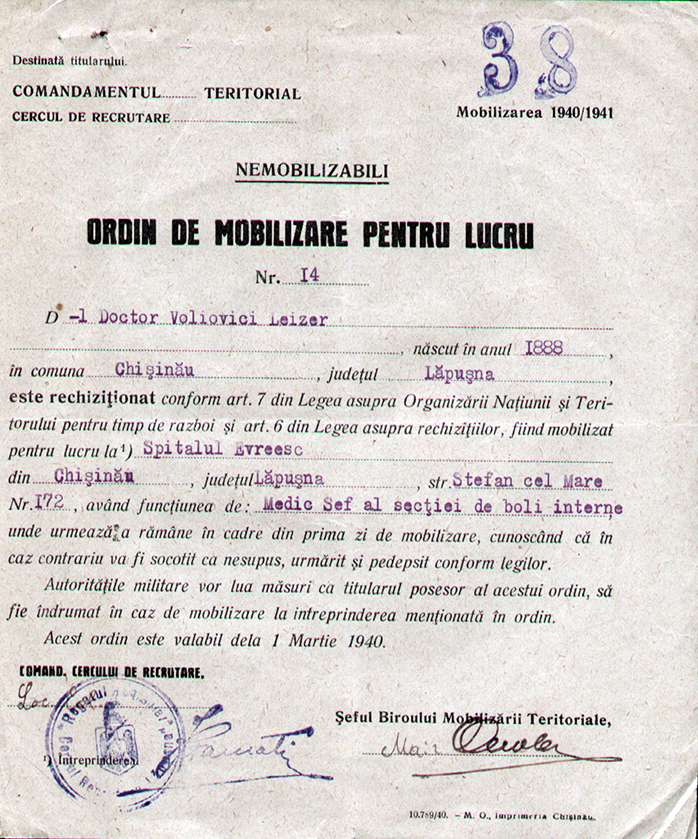 38
Destinată titularului.
COMANDAMENTUL TERITORIAL
CERCUL DE RECRUTARE
Mobilizarea 1940/1941
NEMOBILIZABILI
ORDIN DE MOBILIZARE PENTRU LUCRU
Nr. I4
D -l Doctor Voliovici Leizer
, născut în anul I888 ,
în comuna Chişinău , judeţul Lăpuşna ,
este rechiziţionat conform art. 7 din Legea asupra Organizării Naţiunii şi Teri-
torului pentru timp de razboi şi art. 6 din Legea asupra rechiziţiilor, fiind mobilizat
pentru lucru la ¹) Spitalul Evreesc
din Chişinău , judeţul Lăpuşna , str. Stefan cel Mare
Nr. I72 , având funcţiunea de: Medic Sef al secţiei de boli interne
unde urmează a rămâne în cadre din prima zi de mobilizare, cunoscând că în
caz contrariu va fi socotit ca nesupus, urmărit şi pedepsit conform legilor.
Autorităţile militare vor lua măsuri ca titularul posesor al acestui ordin, să
fie îndrumat în caz de mobilizare la intreprinderea menţionată în ordin.
Acest ordin este valabil dela 1 Martie 1940.
COMAND. CERCULUI DE RECRUTARE,
Şeful Biroului Mobilizării Teritoriale,
¹) Intreprinderea
10.789/40. – M. O., Imprimeria Chişinău.